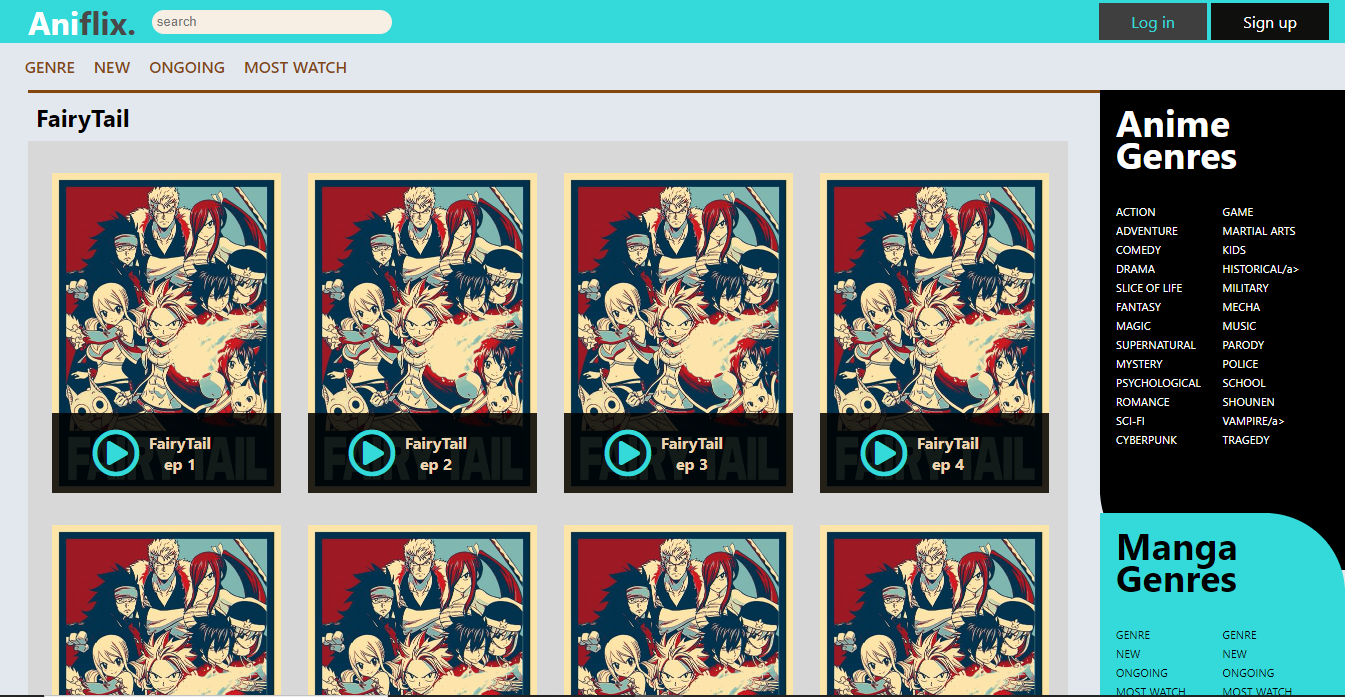 Aniflix.
search
Log in
Sign up
GENRE NEW ONGOING MOST WATCH
FairyTail
FairyTail
ep 1
FairyTail
ep 2
FairyTail
ep 3
FairyTail
ep 4
FAIRY TAIL
FAIRY TAIL
FAIRY TAIL
FAIRY TAIL
Anime
Genres
ACTION GAME
ADVENTURE MARTIAL ARTS
COMEDY KIDS
DRAMA HISTORICAL/a>
SLICE OF LIFE MILITARY
FANTASY MECHA
MAGIC MUSIC
SUPERNATURAL PARODY
MYSTERY POLICE
PSYCHOLOGICAL SCHOOL
ROMANCE SHOUNEN
SCI-FI VAMPIRE/a>
CYBERPUNK TRAGEDY
Manga
Genres
GENRE GENRE
NEW NEW
ONGOING ONGOING
MOST WATCH MOST WATCH